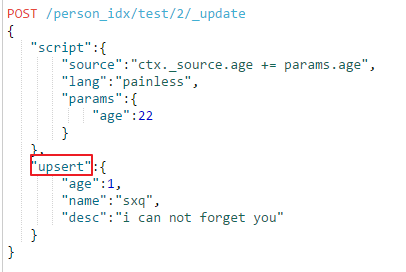 POST /person_idx/test/2/_update
{
    "script":{
        "source":"ctx._source.age += params.age",
        "lang":"painless",
        "params":{
            "age":22
        }
    },
    "upsert":{
        "age":1,
        "name":"sxq",
        "desc":"i can not forget you"
    }
}